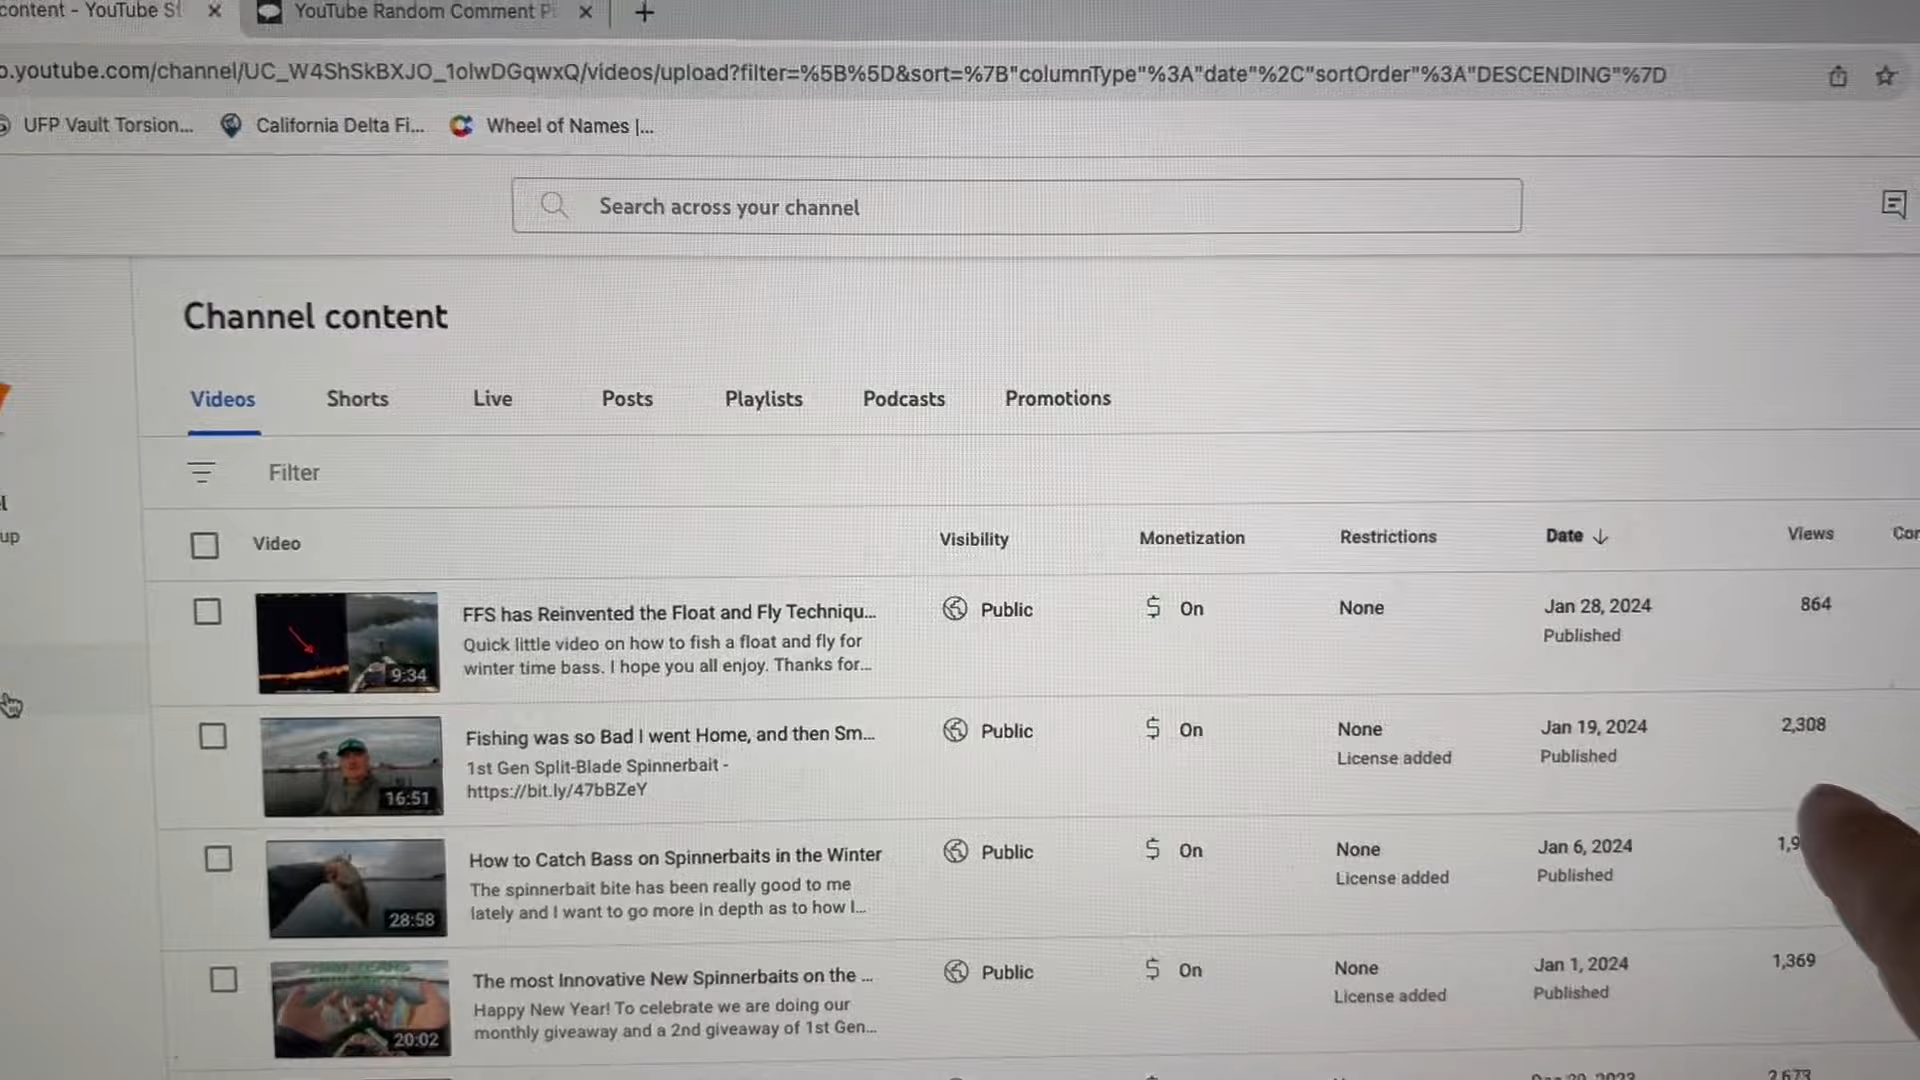 content - YouTube St
YouTube Random Comment P
o.youtube.com/channel/UC_W4ShSkBXJO_1olwDGqwxQ/videos/upload?filter=%5B%5D&sort=%7B"columnType"%3A"date"%2C"sortOrder"%3A"DESCENDING"%7D
UFP Vault Torsion... California Delta Fi... Wheel of Names |...
Search across your channel
Channel content
Videos Shorts Live Posts Playlists Podcasts Promotions
Filter
up
Video Visibility Monetization Restrictions Date Views
FFS has Reinvented the Float and Fly Techniqu... Public $ On None Jan 28, 2024 864
Quick little video on how to fish a float and fly for Published
winter time bass. I hope you all enjoy. Thanks for...
9:34
Fishing was so Bad I went Home, and then Sm... Public $ On None Jan 19, 2024 2,308
1st Gen Split-Blade Spinnerbait - License added Published
https://bit.ly/47bBZeY
16:51
How to Catch Bass on Spinnerbaits in the Winter Public $ On None Jan 6, 2024 1,9
The spinnerbait bite has been really good to me License added Published
lately and I want to go more in depth as to how I...
28:58
The most Innovative New Spinnerbaits on the ... Public $ On None Jan 1, 2024 1,369
Happy New Year! To celebrate we are doing our License added Published
monthly giveaway and a 2nd giveaway of 1st Gen...
20:02
2,673